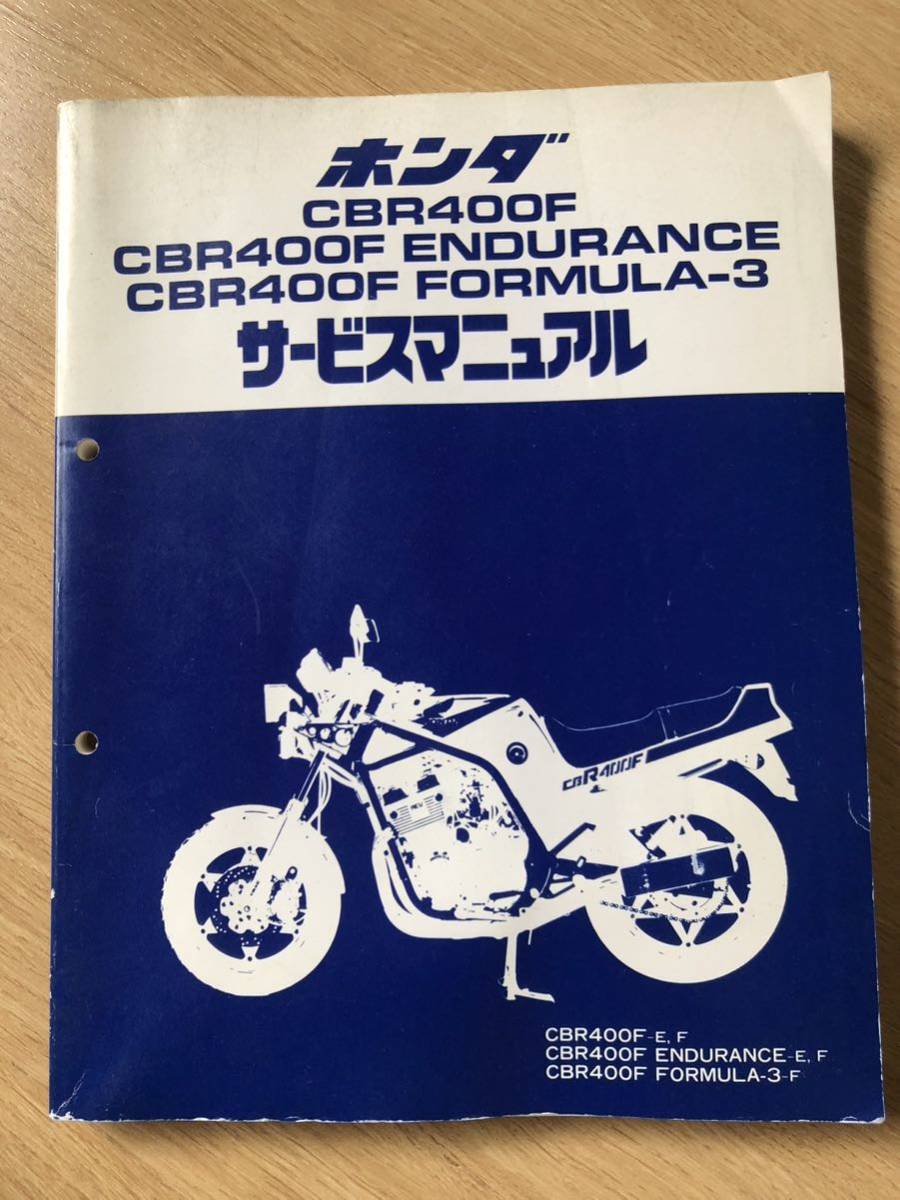 ホンダ
CBR400F
CBR400F ENDURANCE
CBR400F FORMULA-3
サービスマニュアル
CBR400F
CBR400F-E, F
CBR400F ENDURANCE-E, F
CBR400F FORMULA-3-F